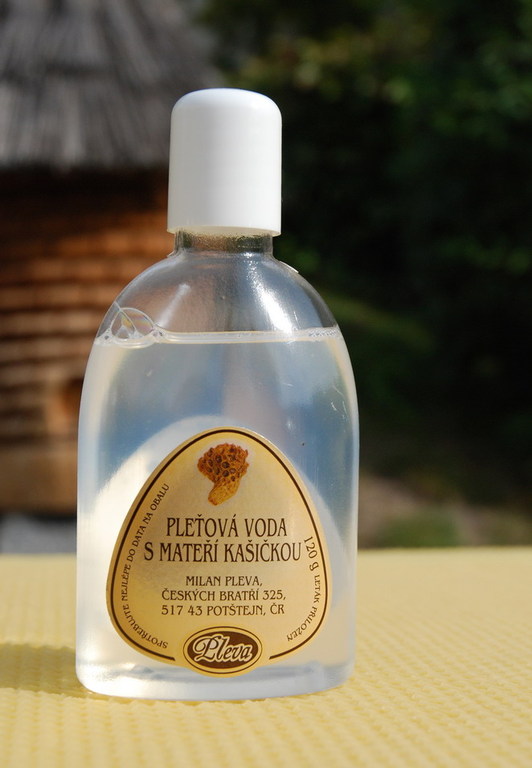 PLEŤOVÁ VODA
S MATEŘÍ KAŠIČKOU
MILAN PLEVA,
ČESKÝCH BRATŘÍ 325,
517 43 POTŠTEJN, ČR
SPOTŘEBUJTE NEJLÉPE DO DATA NA OBALU
120 g LETÁK PŘILOŽEN
Pleva